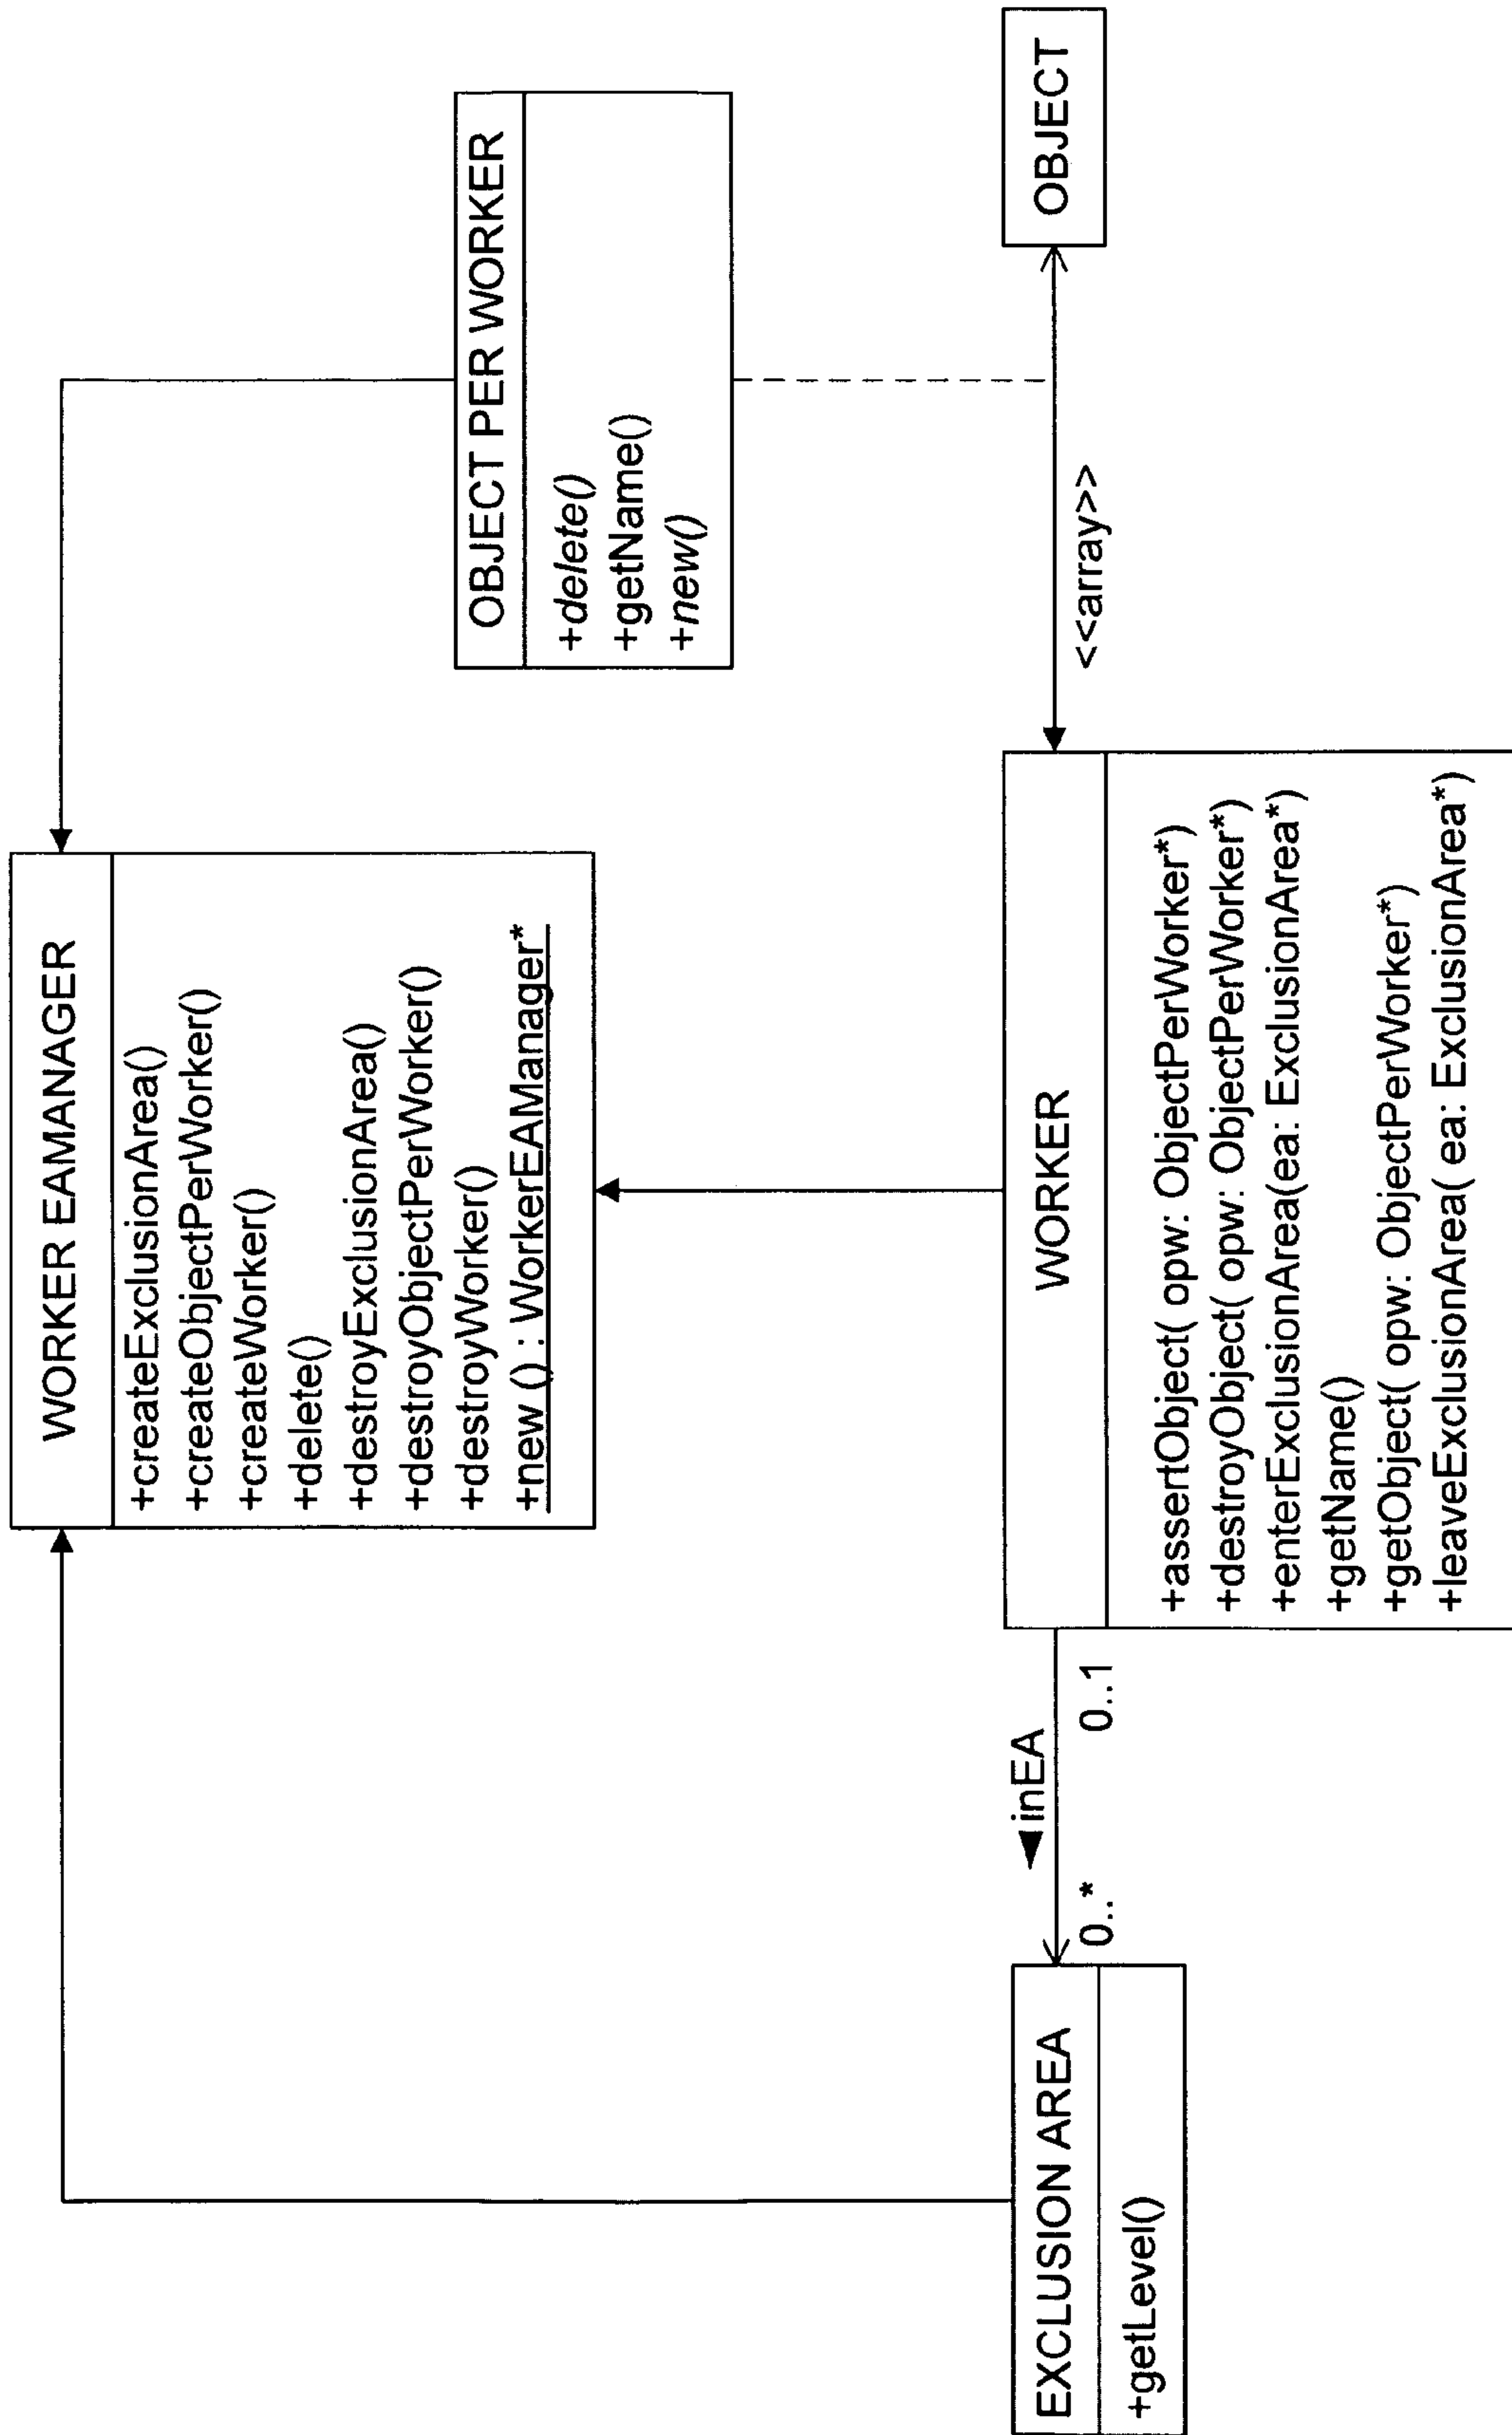 WORKER EAMANAGER
+createExclusionArea()
+createObjectPerWorker()
+createWorker()
+delete()
+destroyExclusionArea()
+destroyObjectPerWorker()
+destroyWorker()
+new () : WorkerEAManager*
OBJECT PER WORKER
+delete()
+getName()
+new()
EXCLUSION AREA
+getLevel()
inEA
0..*
0..1
WORKER
+assertObject( opw: ObjectPerWorker*)
+destroyObject( opw: ObjectPerWorker*)
+enterExclusionArea(ea: ExclusionArea*)
+getName()
+getObject( opw: ObjectPerWorker*)
+leaveExclusionArea( ea: ExclusionArea*)
<<array>>
OBJECT